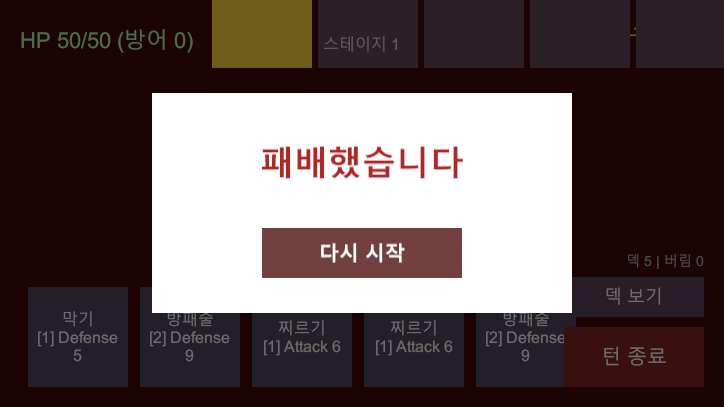 HP 50/50 (방어 0)
스테이지 1
패배했습니다
다시 시작
덱 5 | 버림 0
덱 보기
막기
[1] Defense
5
방패술
[2] Defense
9
찌르기
[1] Attack 6
찌르기
[1] Attack 6
방패술
[2] Defense
9
턴 종료